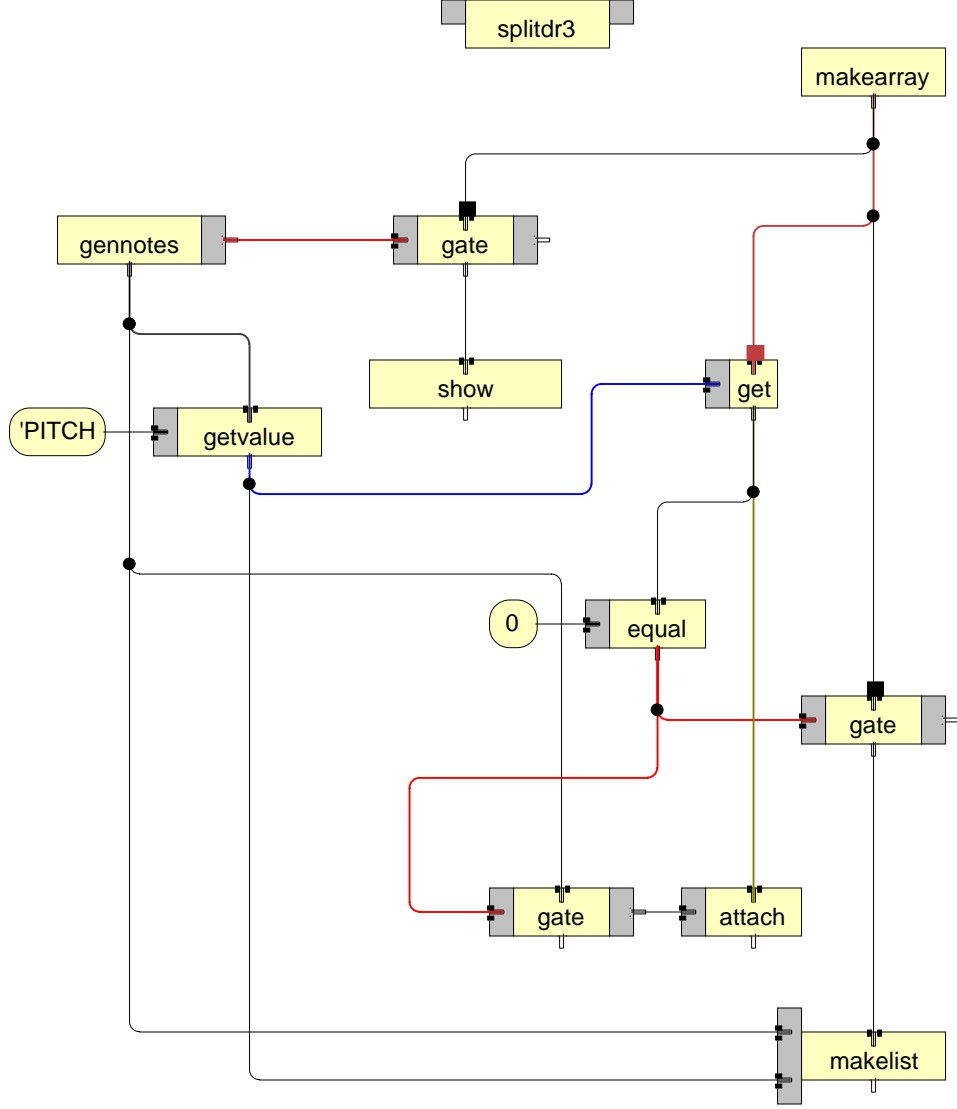 splitdr3
makearray
gennotes
gate
show
get
'PITCH
getvalue
0
equal
gate
gate
attach
makelist